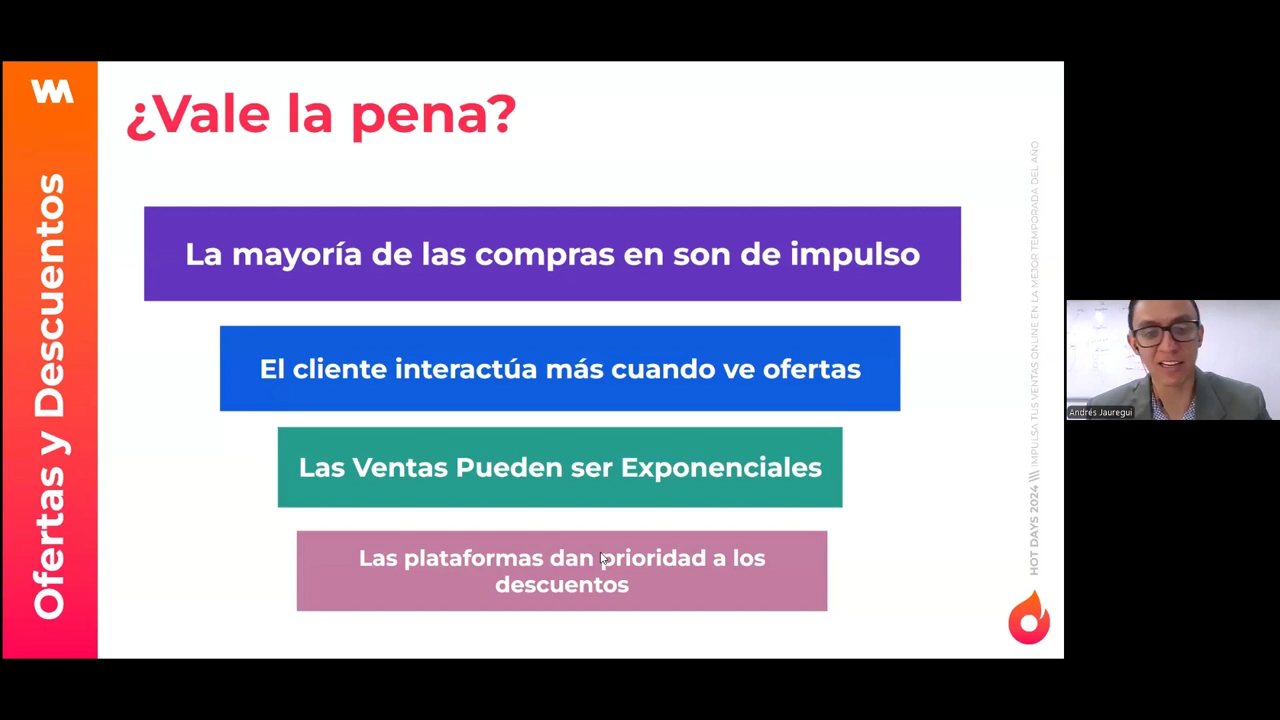 Ofertas y Descuentos
¿Vale la pena?
La mayoría de las compras en son de impulso
El cliente interactúa más cuando ve ofertas
Las Ventas Pueden ser Exponenciales
Las plataformas dan prioridad a los
descuentos
HOT DAYS 2024 \\\ IMPULSA TUS VENTAS ONLINE EN LA MEJOR TEMPORADA DEL AÑO
Andrés Jauregui